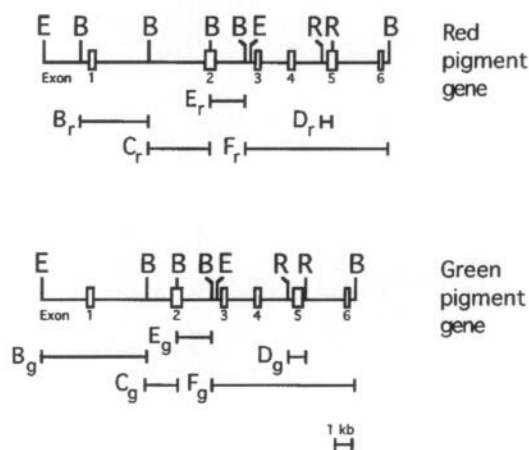 E B B B B E R R B
Exon 1 2 3 4 5 6
Red
pigment
gene
Er
Br Dr
Cr Fr
E B B B E R R B
Exon 1 2 3 4 5 6
Green
pigment
gene
Eg
Bg Dg
Cg Fg
1 kb